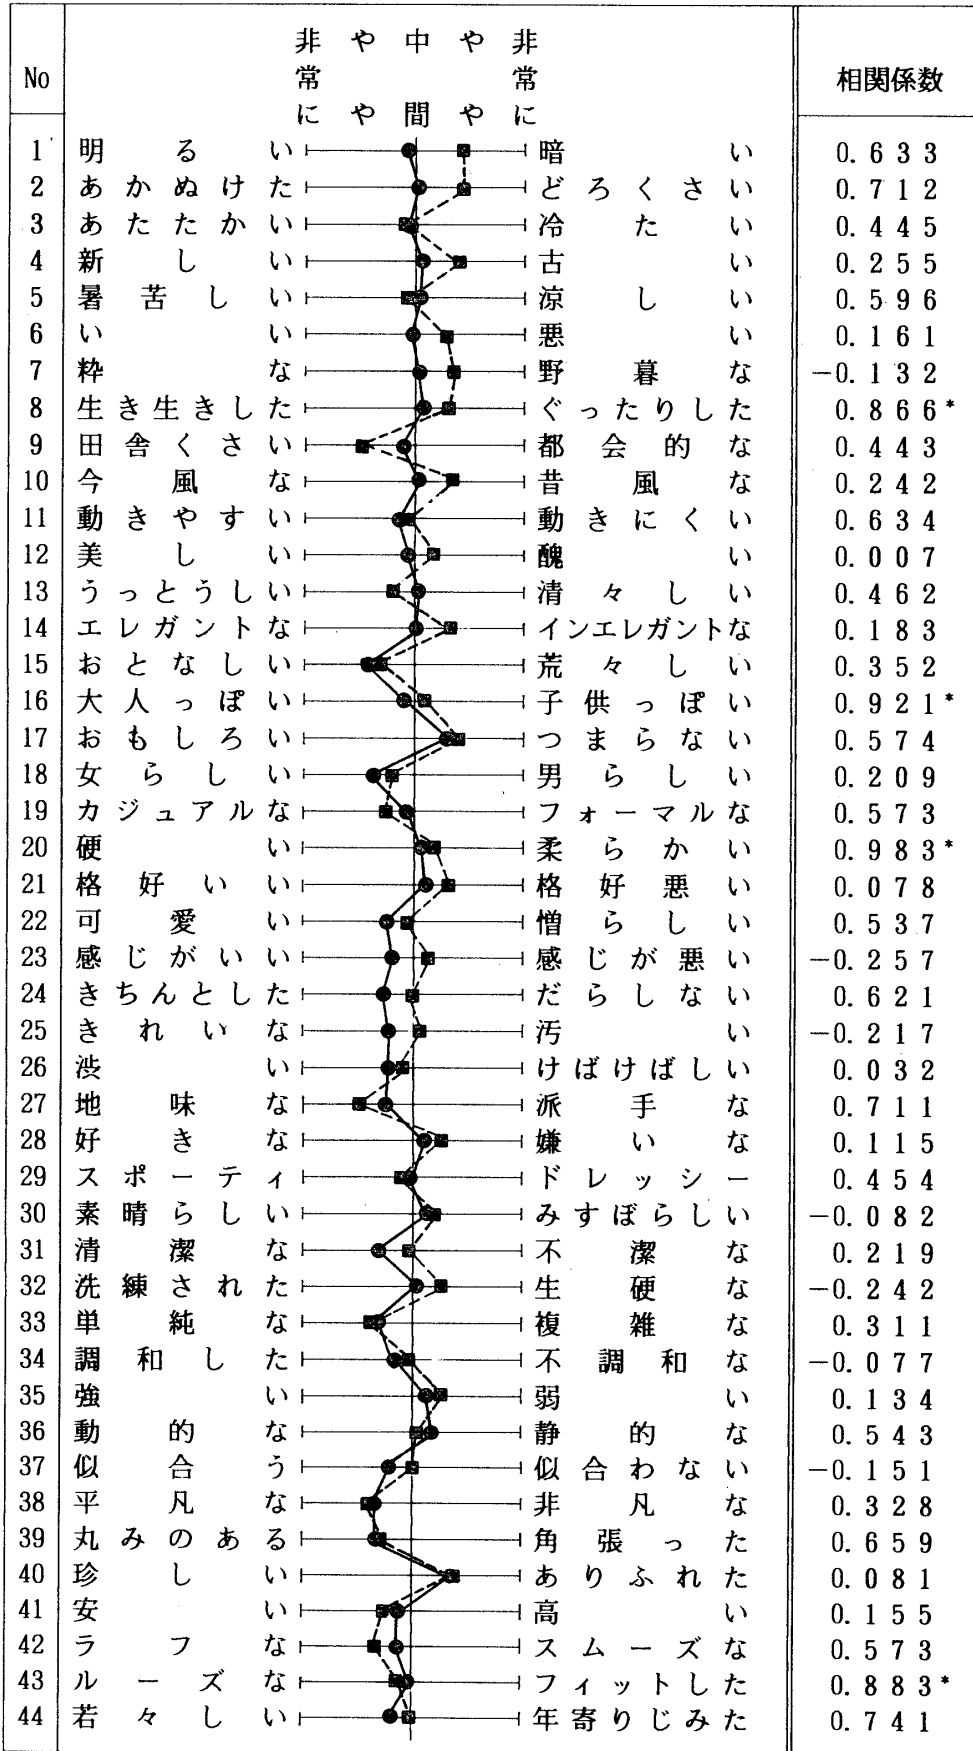 No 非常に やや 中間 やや 非常に 相関係数
1 明るい 暗い 0.633
2 あかぬけた どろくさい 0.712
3 あたたかい 冷たい 0.445
4 新しい 古い 0.255
5 暑苦しい 涼しい 0.596
6 いい 悪い 0.161
7 粋な 野暮な −0.132
8 生き生きした ぐったりした 0.866*
9 田舎くさい 都会的な 0.443
10 今風な 昔風な 0.242
11 動きやすい 動きにくい 0.634
12 美しい 醜い 0.007
13 うっとうしい 清々しい 0.462
14 エレガントな インエレガントな 0.183
15 おとなしい 荒々しい 0.352
16 大人っぽい 子供っぽい 0.921*
17 おもしろい つまらない 0.574
18 女らしい 男らしい 0.209
19 カジュアルな フォーマルな 0.573
20 硬い 柔らかい 0.983*
21 格好いい 格好悪い 0.078
22 可愛い 憎らしい 0.537
23 感じがいい 感じが悪い −0.257
24 きちんとした だらしない 0.621
25 きれいな 汚い −0.217
26 渋い けばけばしい 0.032
27 地味な 派手な 0.711
28 好きな 嫌いな 0.115
29 スポーティ ドレッシー 0.454
30 素晴らしい みすぼらしい −0.082
31 清潔な 不潔な 0.219
32 洗練された 生硬な −0.242
33 単純な 複雑な 0.311
34 調和した 不調和な −0.077
35 強い 弱い 0.134
36 動的な 静的な 0.543
37 似合う 似合わない −0.151
38 平凡な 非凡な 0.328
39 丸みのある 角張った 0.659
40 珍しい ありふれた 0.081
41 安い 高い 0.155
42 ラフな スムーズな 0.573
43 ルーズな フィットした 0.883*
44 若々しい 年寄りじみた 0.741